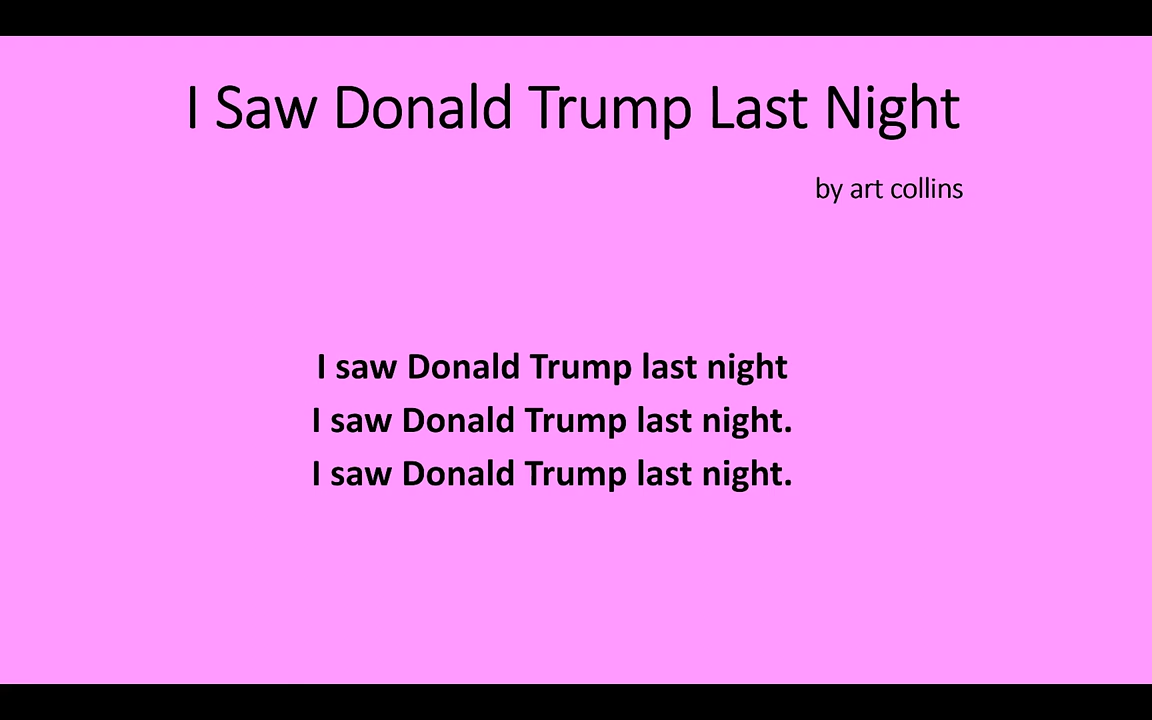 I Saw Donald Trump Last Night
by art collins
I saw Donald Trump last night
I saw Donald Trump last night.
I saw Donald Trump last night.